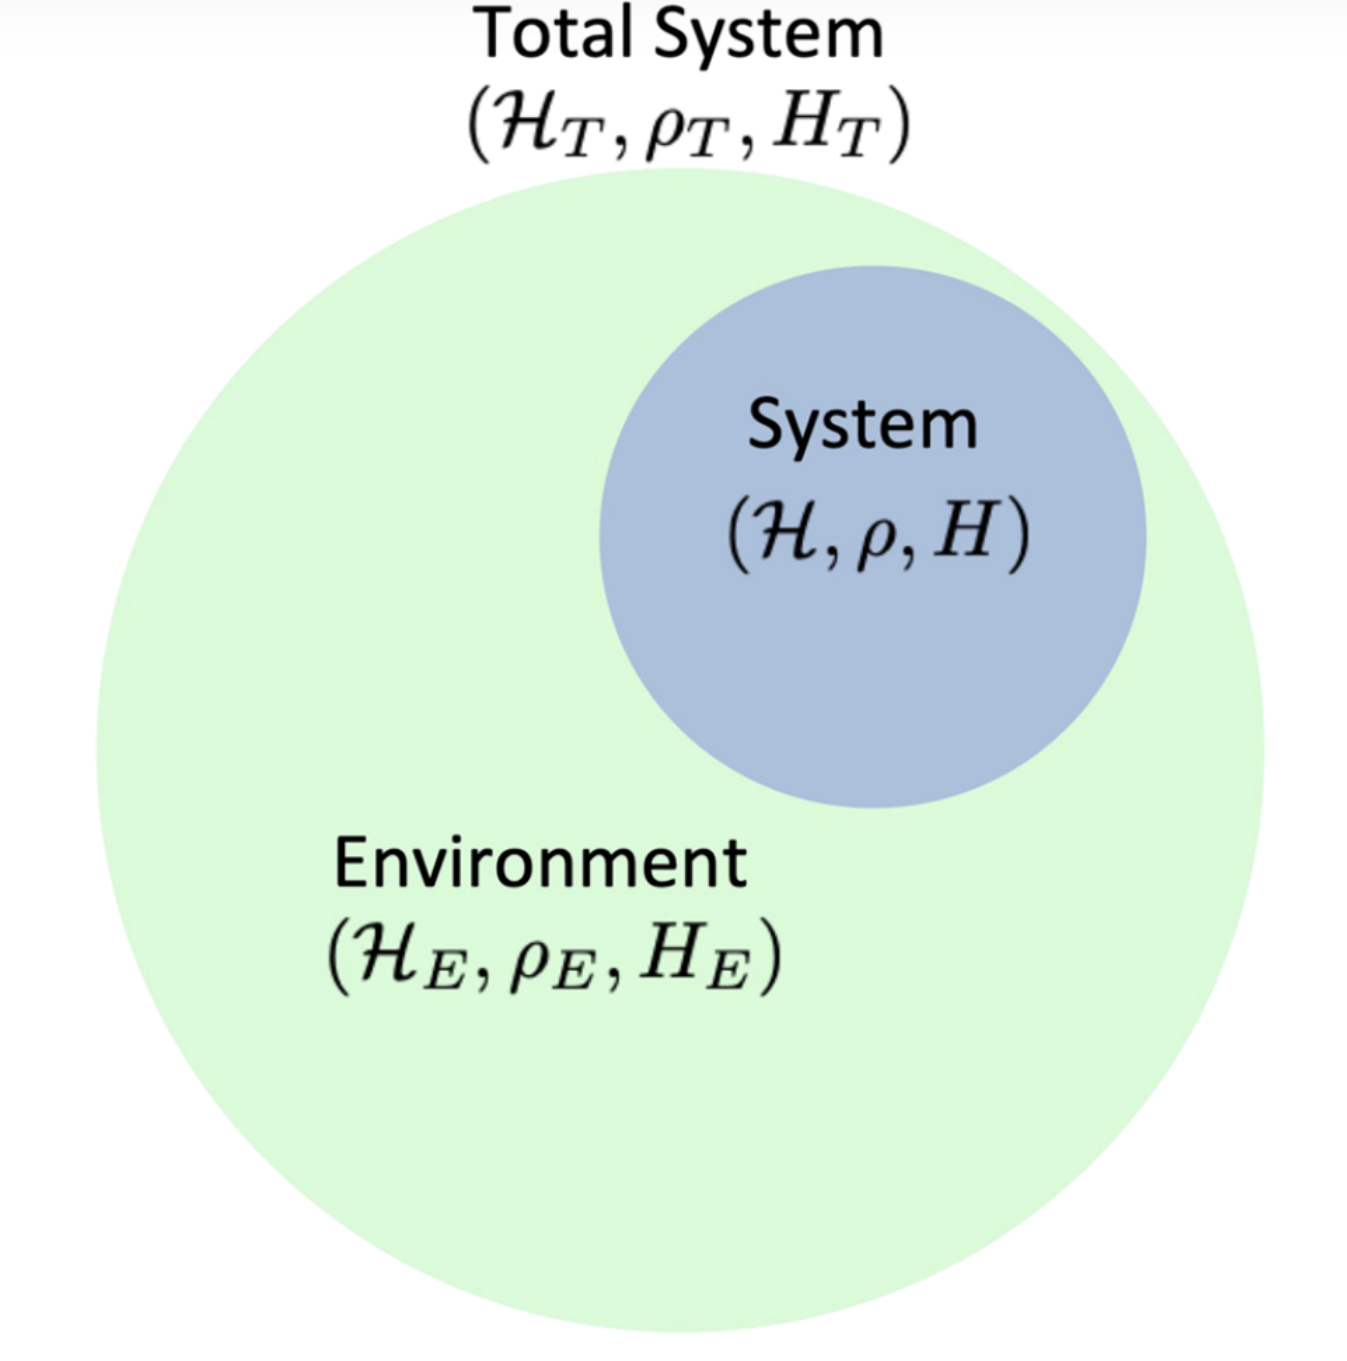 Total System
(ℋ_T, ρ_T, H_T)
System
(ℋ, ρ, H)
Environment
(ℋ_E, ρ_E, H_E)